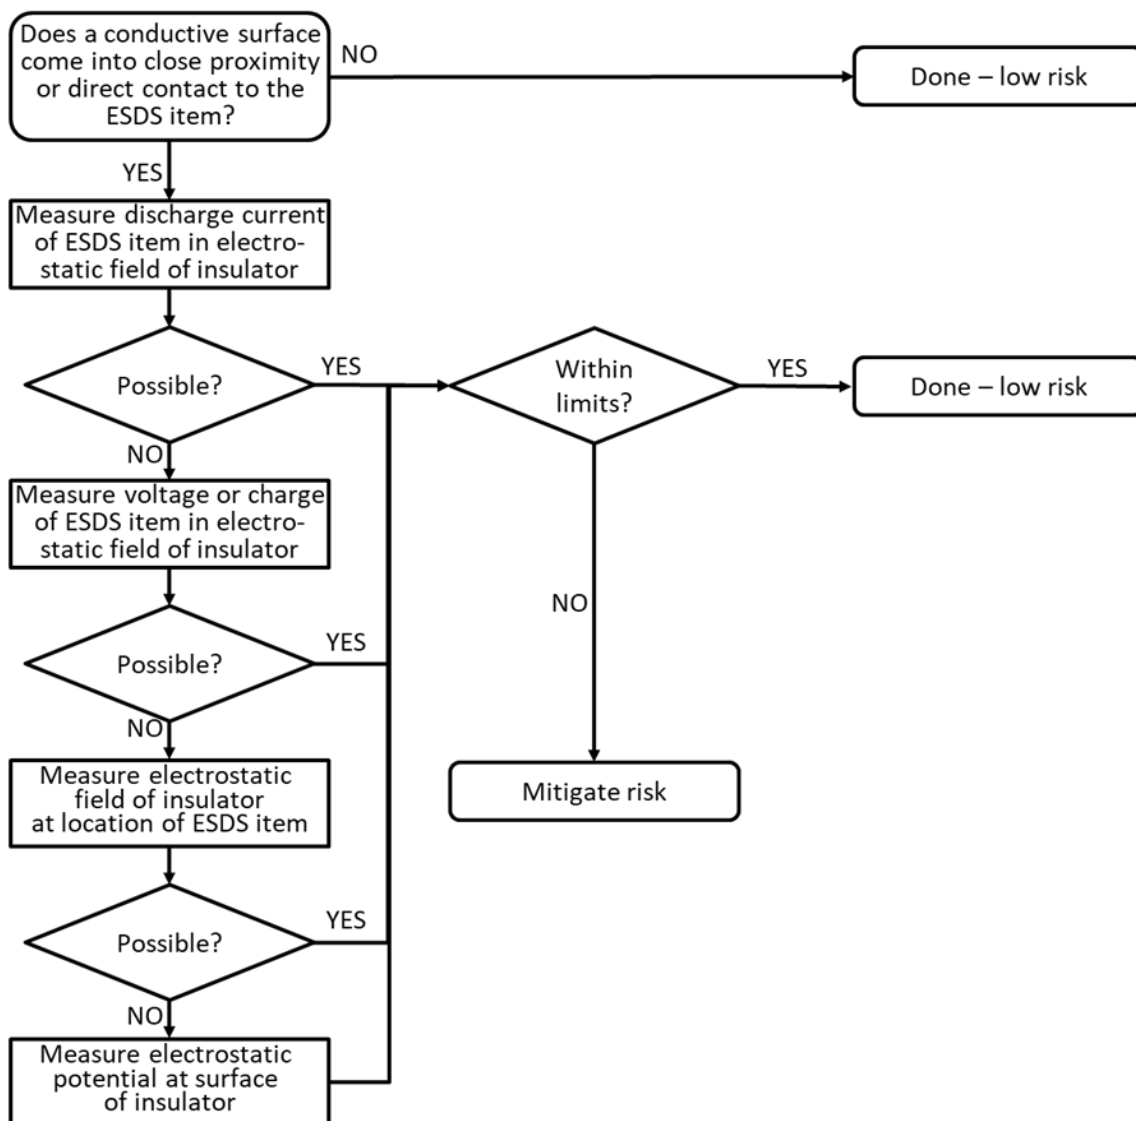 Does a conductive surface
come into close proximity
or direct contact to the
ESDS item?
NO
Done – low risk
YES
Measure discharge current
of ESDS item in electro-
static field of insulator
Possible?
YES
Within
limits?
YES
Done – low risk
NO
Measure voltage or charge
of ESDS item in electro-
static field of insulator
NO
Possible?
YES
NO
Measure electrostatic
field of insulator
at location of ESDS item
Mitigate risk
Possible?
YES
NO
Measure electrostatic
potential at surface
of insulator